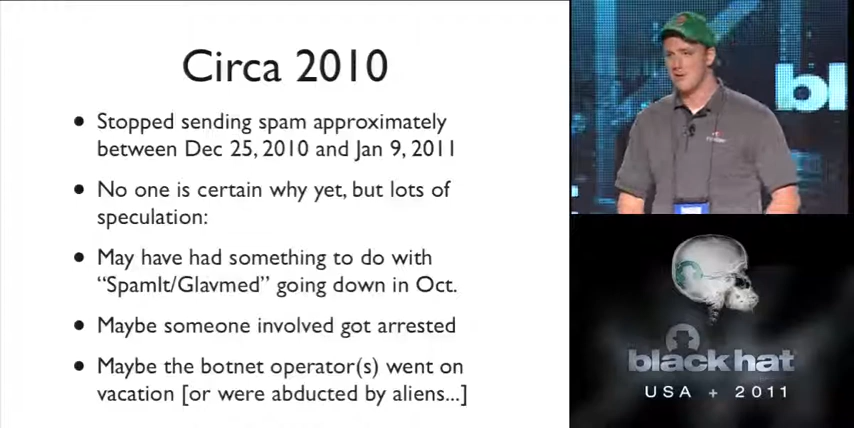 Circa 2010
• Stopped sending spam approximately
between Dec 25, 2010 and Jan 9, 2011
• No one is certain why yet, but lots of
speculation:
• May have had something to do with
“SpamIt/Glavmed” going down in Oct.
• Maybe someone involved got arrested
• Maybe the botnet operator(s) went on
vacation [or were abducted by aliens...]
bl
black hat
USA + 2011